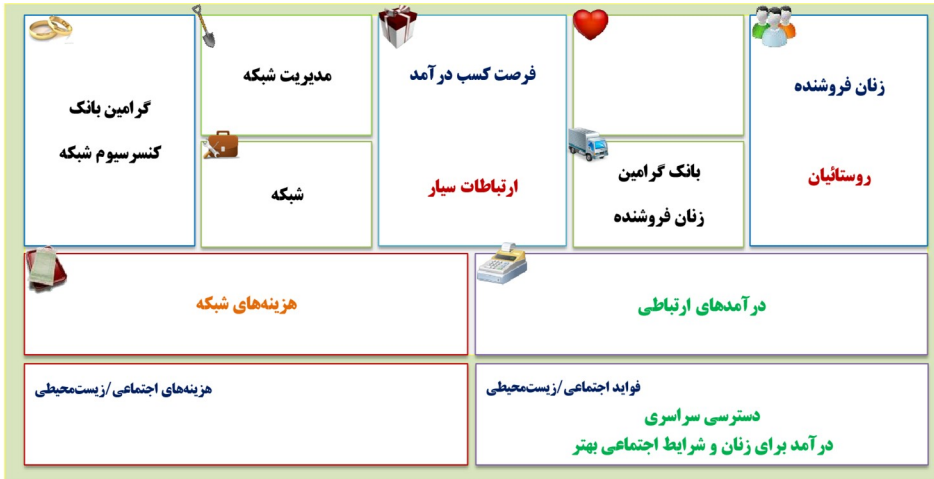 زنان فروشنده
روستائیان
بانک گرامین
زنان فروشنده
فرصت کسب درآمد
ارتباطات سیار
مدیریت شبکه
شبکه
گرامین بانک
کنسرسیوم شبکه
درآمدهای ارتباطی
هزینه‌های شبکه
فواید اجتماعی/زیست‌محیطی
دسترسی سراسری
درآمد برای زنان و شرایط اجتماعی بهتر
هزینه‌های اجتماعی/زیست‌محیطی